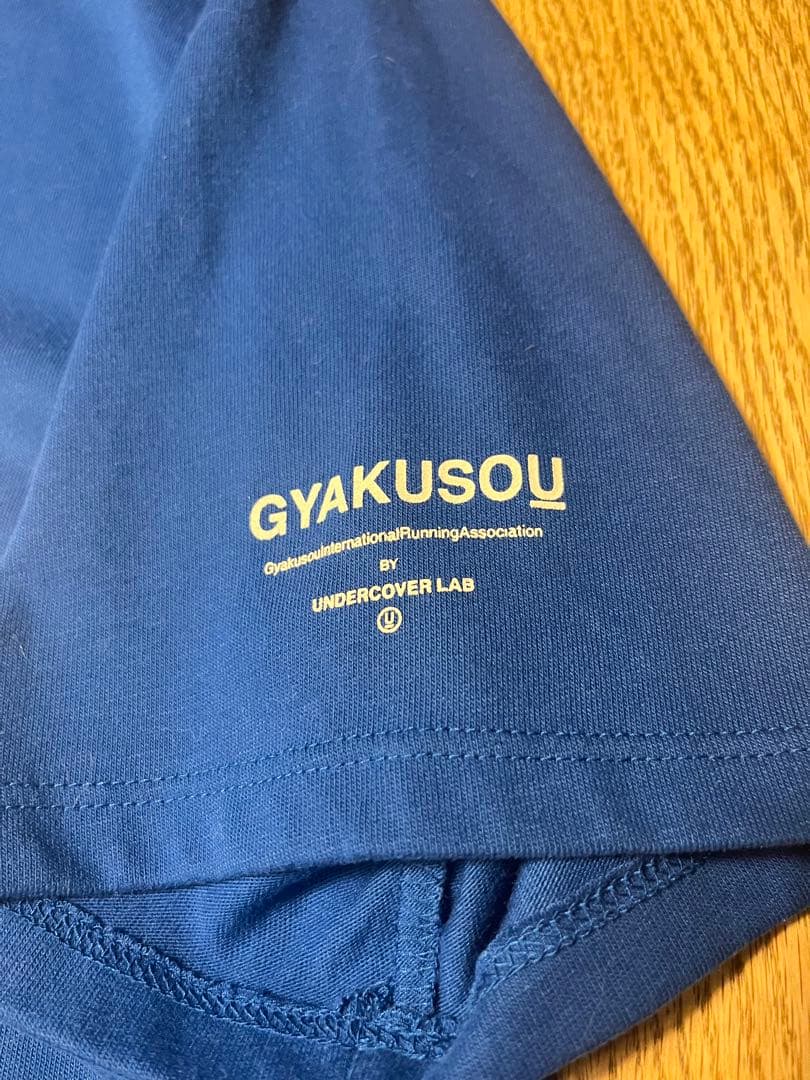 GYAKUSOU
GyakusouInternationalRunningAssociation
BY
UNDERCOVER LAB
U